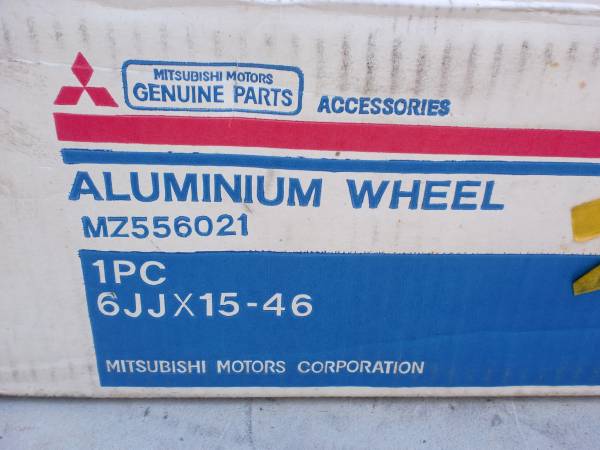 MITSUBISHI MOTORS
GENUINE PARTS ACCESSORIES
ALUMINIUM WHEEL
MZ556021
1PC
6JJX15-46
MITSUBISHI MOTORS CORPORATION